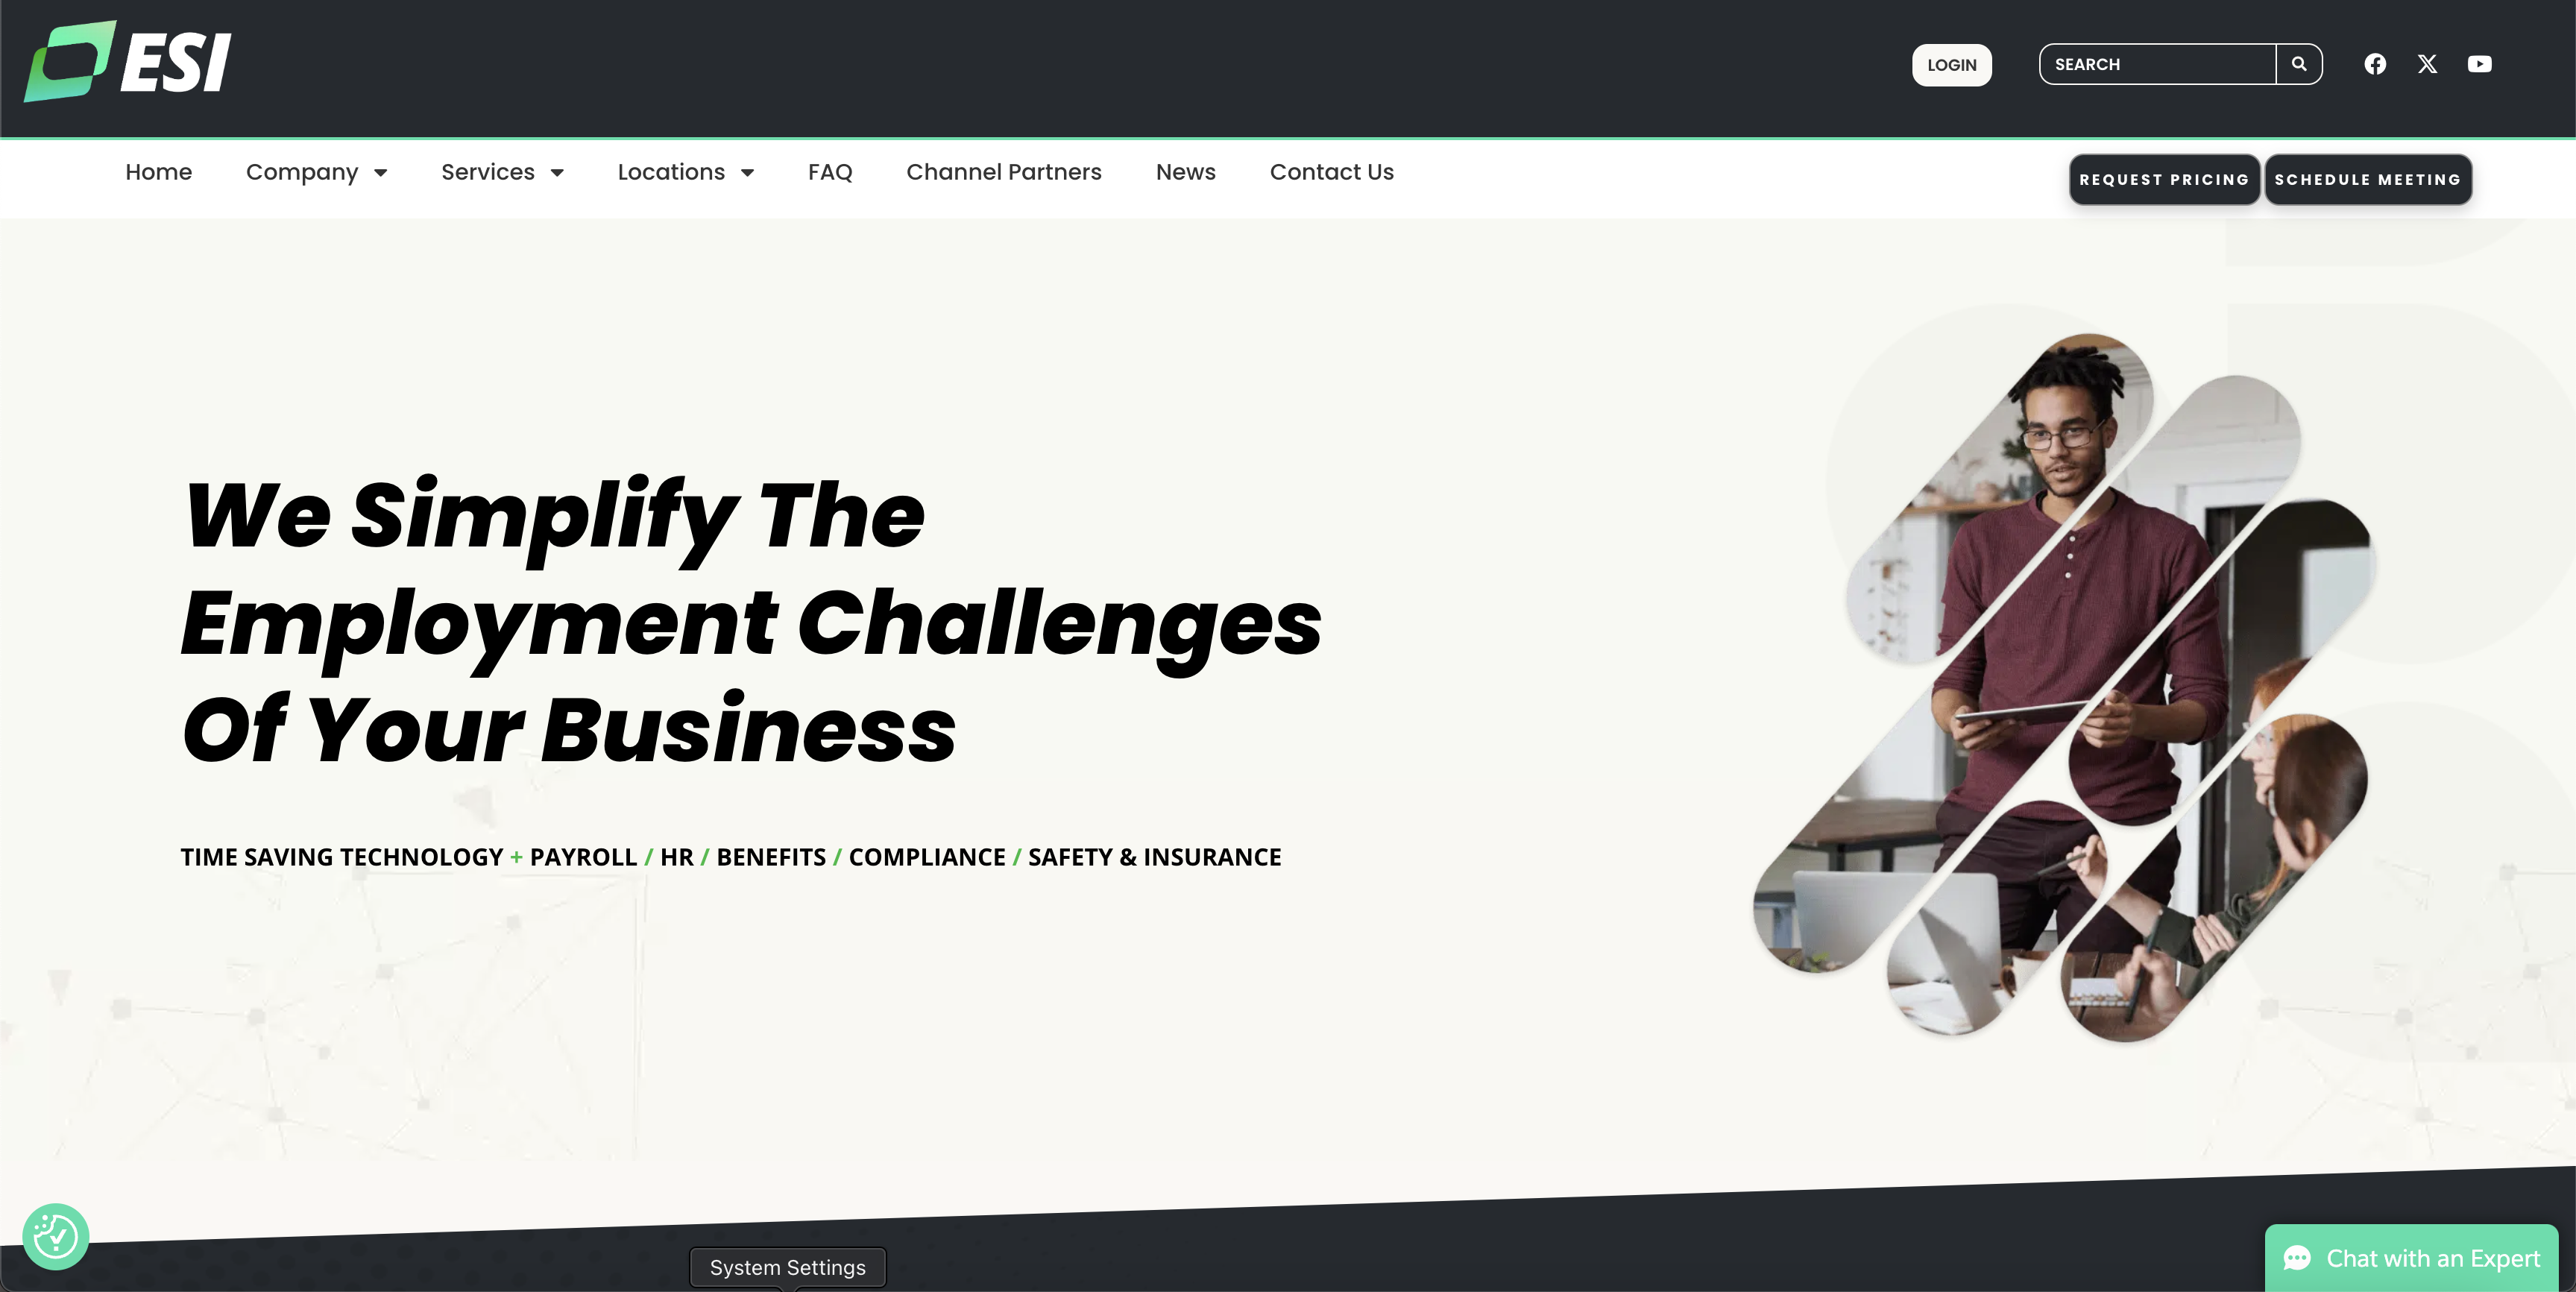 ESI
LOGIN
SEARCH
Home
Company
Services
Locations
FAQ
Channel Partners
News
Contact Us
REQUEST PRICING
SCHEDULE MEETING
We Simplify The
Employment Challenges
Of Your Business
TIME SAVING TECHNOLOGY + PAYROLL / HR / BENEFITS / COMPLIANCE / SAFETY & INSURANCE
System Settings
Chat with an Expert